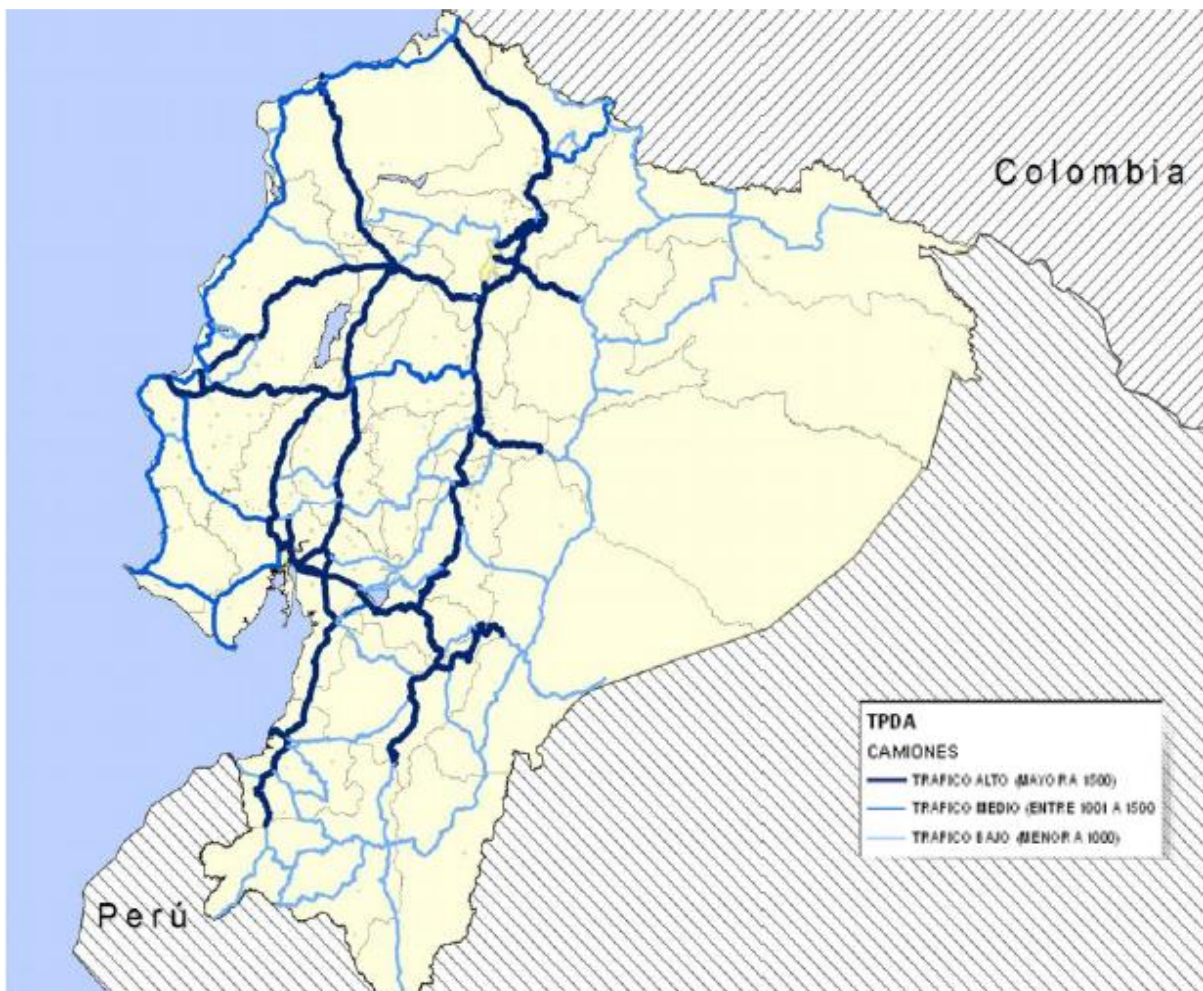 Colombia
TPDA
CAMIONES
TRAFICO ALTO (MAYOR A 1500)
TRAFICO MEDIO (ENTRE 1001 A 1500
TRAFICO BAJO (MENOR A 1000)
Perú